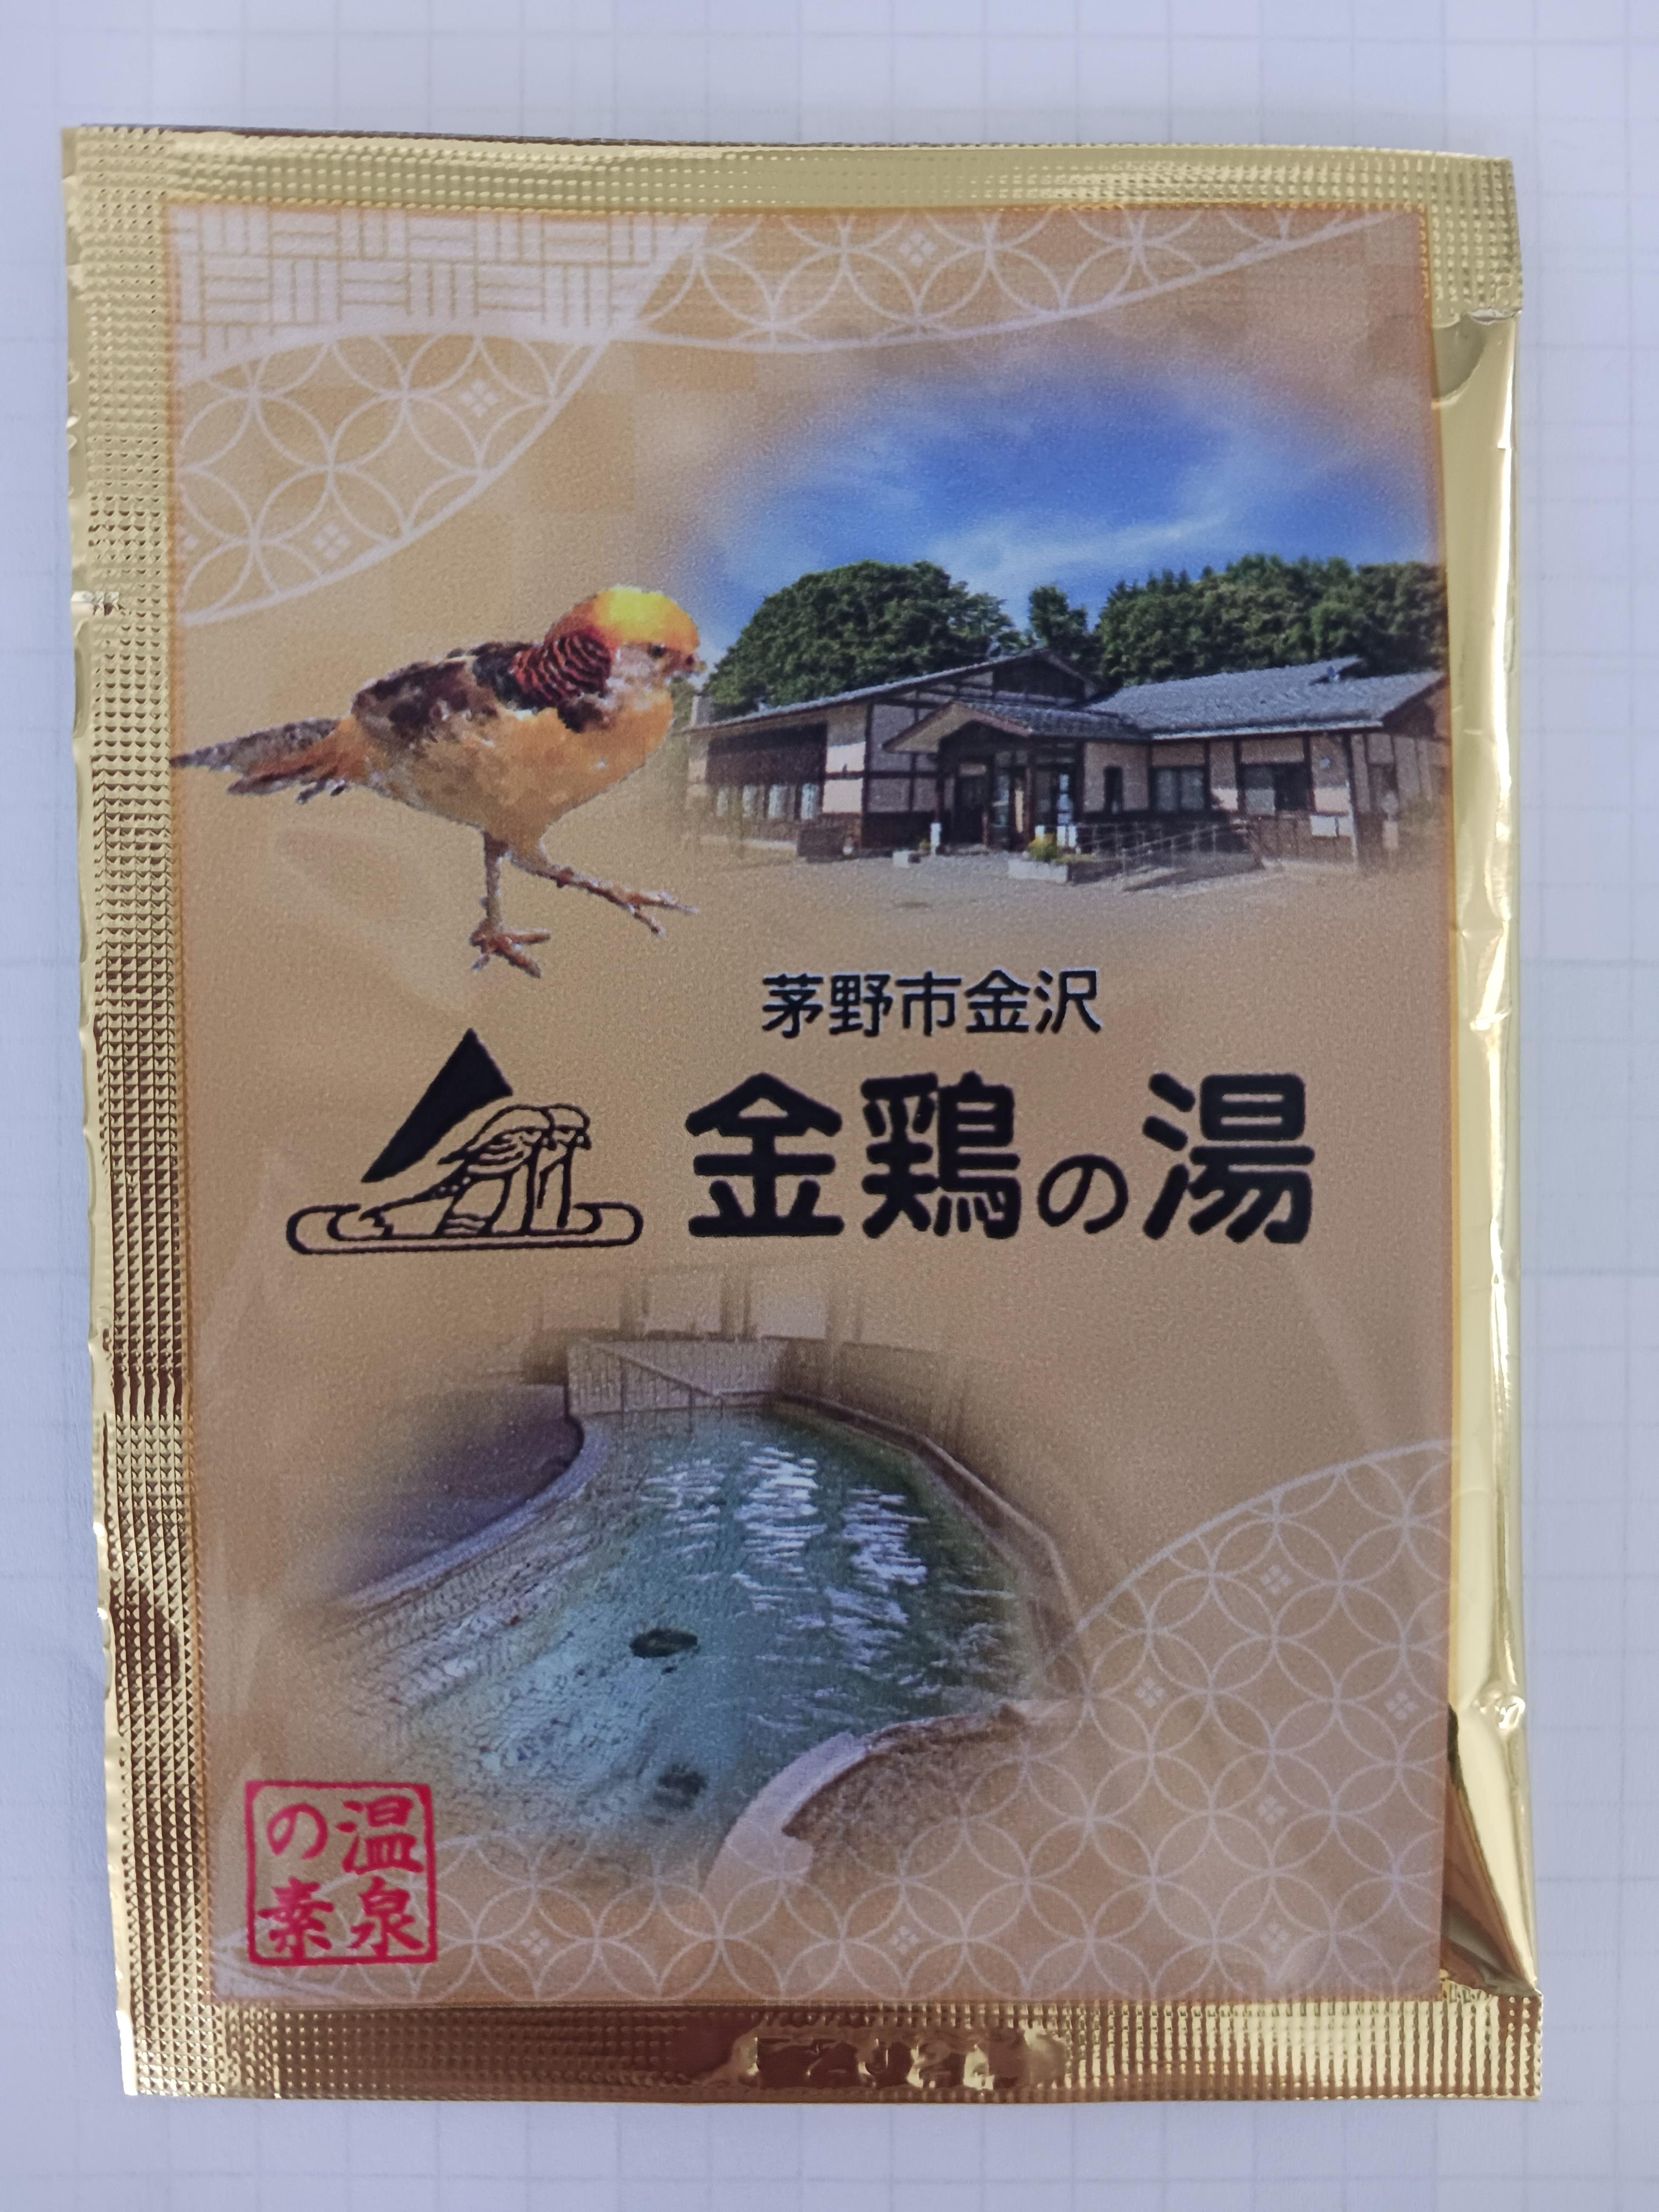 茅野市金沢
金鶏の湯
温泉
の素